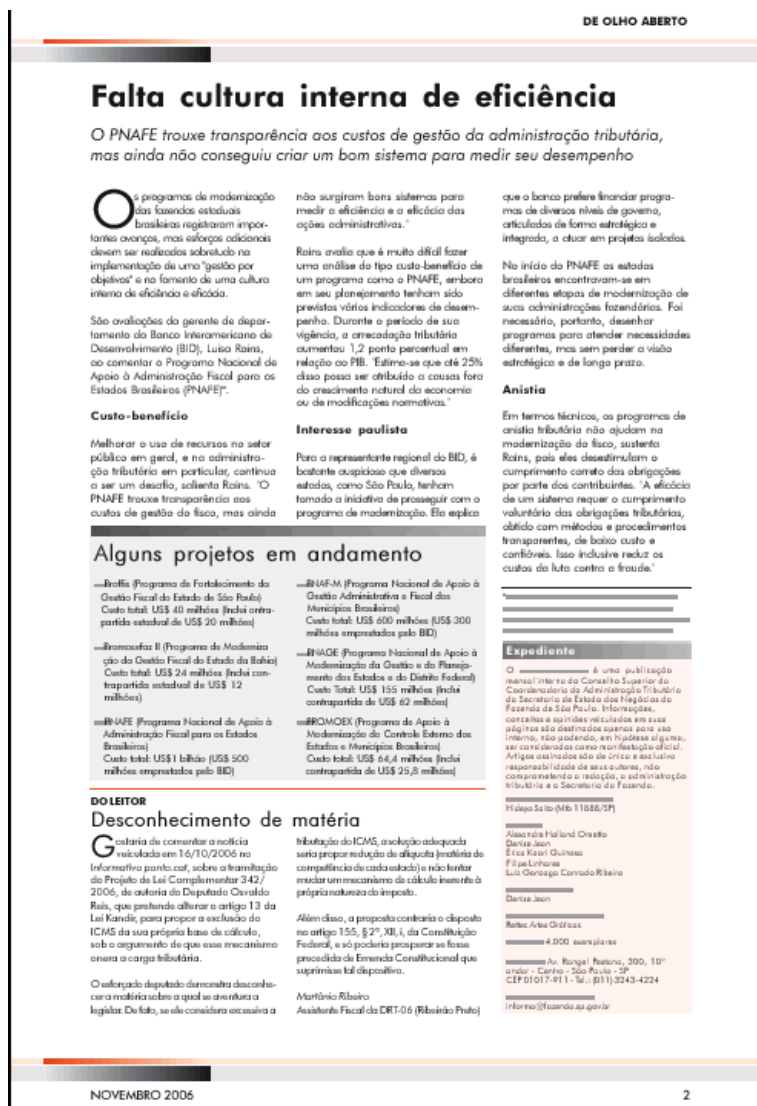 DE OLHO ABERTO
Falta cultura interna de eficiência
O PNAFE trouxe transparência aos custos de gestão da administração tributária,
mas ainda não conseguiu criar um bom sistema para medir seu desempenho
Os programas de modernização
das fazendas estaduais
brasileiras registraram impor-
tantes avanços, mas esforços adicionais
devem ser realizados sobretudo na
implementação de uma "gestão por
objetivos" e no fomento de uma cultura
interna de eficiência e eficácia.
São avaliações da gerente de depar-
tamento do Banco Interamericano de
Desenvolvimento (BID), Luisa Rains,
ao comentar o Programa Nacional de
Apoio à Administração Fiscal para os
Estados Brasileiros (PNAFE)".
Custo-benefício
Melhorar o uso de recursos no setor
público em geral, e na administra-
ção tributária em particular, continua
a ser um desafio, salienta Rains. "O
PNAFE trouxe transparência aos
custos de gestão do fisco, mas ainda
não surgiram bons sistemas para
medir a eficiência e a eficácia das
ações administrativas."
Rains avalia que é muito difícil fazer
uma análise do tipo custo-benefício de
um programa como o PNAFE, embora
em seu planejamento tenham sido
previstos vários indicadores de desem-
penho. Durante o período de sua
vigência, a arrecadação tributária
aumentou 1,2 ponto percentual em
relação ao PIB. "Estima-se que até 25%
disso possa ser atribuído a causas fora
do crescimento natural da economia
ou de modificações normativas."
Interesse paulista
Para a representante regional do BID, é
bastante auspicioso que diversos
estados, como São Paulo, tenham
tomado a iniciativa de prosseguir com o
programa de modernização. Ela explica
que o banco prefere financiar progra-
mas de diversos níveis de governo,
articulados de forma estratégica e
integrada, a atuar em projetos isolados.
No início do PNAFE os estados
brasileiros encontravam-se em
diferentes etapas de modernização de
suas administrações fazendárias. Foi
necessário, portanto, desenhar
programas para atender necessidades
diferentes, mas sem perder a visão
estratégica e de longo prazo.
Anistia
Em termos técnicos, os programas de
anistia tributária não ajudam na
modernização do fisco, sustenta
Rains, pois eles desestimulam o
cumprimento correto das obrigações
por parte dos contribuintes. "A eficácia
de um sistema requer o cumprimento
voluntário das obrigações tributárias,
obtido com métodos e procedimentos
transparentes, de baixo custo e
confiáveis. Isso inclusive reduz os
custos da luta contra a fraude."
Alguns projetos em andamento
Proffis (Programa de Fortalecimento da
Gestão Fiscal do Estado de São Paulo)
Custo total: US$ 40 milhões (Inclui ontra-
partida estadual de US$ 20 milhões)
Promosefaz II (Programa de Moderniza
ção da Gestão Fiscal do Estado da Bahia)
Custo total: US$ 24 milhões (Inclui con-
trapartida estadual de US$ 12
milhões)
PNAFE (Programa Nacional de Apoio à
Administração Fiscal para os Estados
Brasileiros)
Custo total: US$1 bilhão (US$ 500
milhões emprestados pelo BID)
PNAF-M (Programa Nacional de Apoio à
Gestão Administrativa e Fiscal dos
Municípios Brasileiros)
Custo total: US$ 600 milhões (US$ 300
milhões emprestados pelo BID)
PNAGE (Programa Nacional de Apoio à
Modernização da Gestão e do Planeja-
mento dos Estados e do Distrito Federal)
Custo Total: US$ 155 milhões (Inclui
contrapartida de US$ 62 milhões)
PROMOEX (Programa de Apoio à
Modernização do Controle Externo dos
Estados e Municípios Brasileiros)
Custo total: US$ 64,4 milhões (Inclui
contrapartida de US$ 25,8 milhões)
DO LEITOR
Desconhecimento de matéria
Gostaria de comentar a notícia
veiculada em 16/10/2006 no
Informativo ponto.cat, sobre a tramitação
do Projeto de Lei Complementar 342/
2006, de autoria do Deputado Osvaldo
Reis, que pretende alterar o artigo 13 da
Lei Kandir, para propor a exclusão do
ICMS da sua própria base de cálculo,
sob o argumento de que esse mecanismo
onera a carga tributária.
O esforçado deputado demonstra desconhe-
cer a matéria sobre a qual se aventura a
legislar. De fato, se ele considera excessiva a
tributação do ICMS, a solução adequada
seria propor redução de alíquota (matéria de
competência de cada estado) e não tentar
mudar um mecanismo de cálculo inerente à
própria natureza do imposto.
Além disso, a proposta contraria o disposto
no artigo 155, § 2º, XII, i, da Constituição
Federal, e só poderia prosperar se fosse
precedida de Emenda Constitucional que
suprimisse tal dispositivo.
Martônio Ribeiro
Assistente Fiscal da DRT-06 (Ribeirão Preto)
Expediente
O é uma publicação
mensal interna do Conselho Superior da
Coordenadoria da Administração Tributária
da Secretaria de Estado dos Negócios da
Fazenda de São Paulo. Informações,
conceitos e opiniões veiculados em suas
páginas são destinados apenas para uso
interno, não podendo, em hipótese alguma,
ser consideradas como manifestação oficial.
Artigos assinados são de única e exclusiva
responsabilidade de seus autores, não
comprometendo a redação, a administração
tributária e a Secretaria da Fazenda.
Hideyo Saito (Mtb 11888/SP)
Alexandre Holland Orsetto
Denise Jean
Érica Kaori Guinoza
Filipe Linhares
Luiz Gonzaga Conrado Ribeiro
Denise Jean
Rettec Artes Gráficas
4.000 exemplares
Av. Rangel Pestana, 300, 10º
andar - Centro - São Paulo - SP
CEP 01017-911 - Tel.: (011) 3243-4224
informa@fazenda.sp.gov.br
NOVEMBRO 2006
2